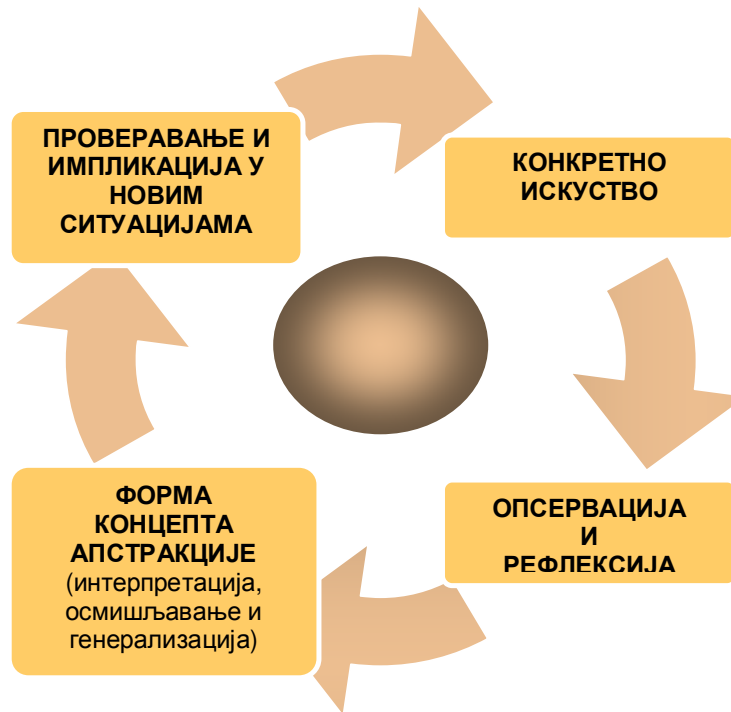 ПРОВЕРАВАЊЕ И
ИМПЛИКАЦИЈА У
НОВИМ
СИТУАЦИЈАМА
КОНКРЕТНО
ИСКУСТВО
ОПСЕРВАЦИЈА
И
РЕФЛЕКСИЈА
ФОРМА
КОНЦЕПТА
АПСТРАКЦИЈЕ
(интерпретација,
осмишљавање и
генерализација)